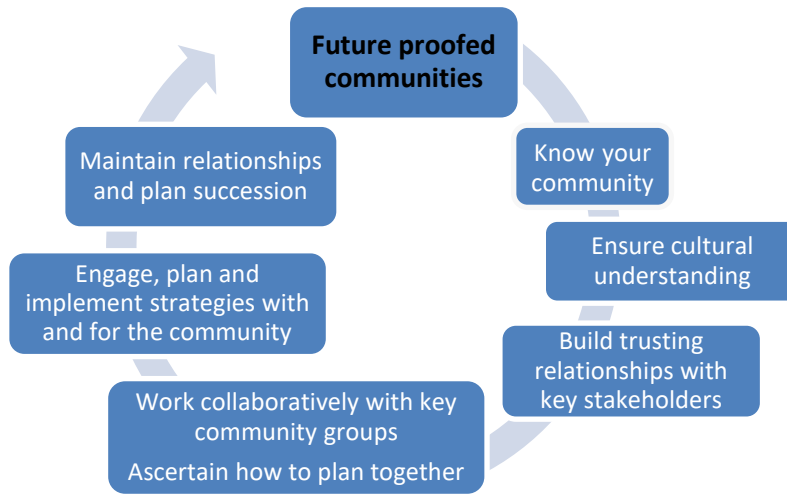 Future proofed
communities
Know your
community
Ensure cultural
understanding
Build trusting
relationships with
key stakeholders
Work collaboratively with key
community groups
Ascertain how to plan together
Engage, plan and
implement strategies with
and for the community
Maintain relationships
and plan succession